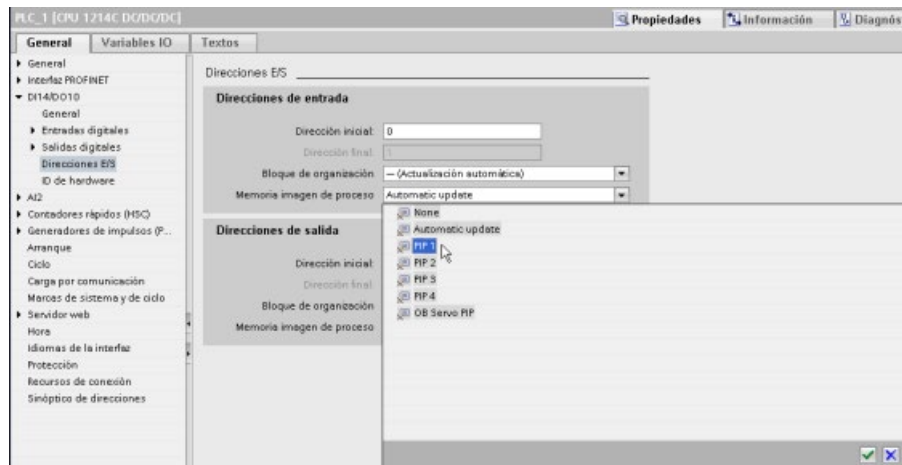 PLC_1 [CPU 1214C DC/DC/DC]
Propiedades
Información
Diagnós
General
Variables IO
Textos
General
Interfaz PROFINET
DI14/DO10
General
Entradas digitales
Salidas digitales
Direcciones E/S
ID de hardware
AI2
Contadores rápidos (HSC)
Generadores de impulsos (P...
Arranque
Ciclo
Carga por comunicación
Marcas de sistema y de ciclo
Servidor web
Hora
Idiomas de la interfaz
Protección
Recursos de conexión
Sinóptico de direcciones
Direcciones E/S
Direcciones de entrada
Dirección inicial: 0
Dirección final: 1
Bloque de organización --- (Actualización automática)
Memoria imagen de proceso Automatic update
None
Automatic update
PIP 1
PIP 2
PIP 3
PIP 4
OB Servo PIP
Direcciones de salida
Dirección inicial:
Dirección final:
Bloque de organización
Memoria imagen de proceso